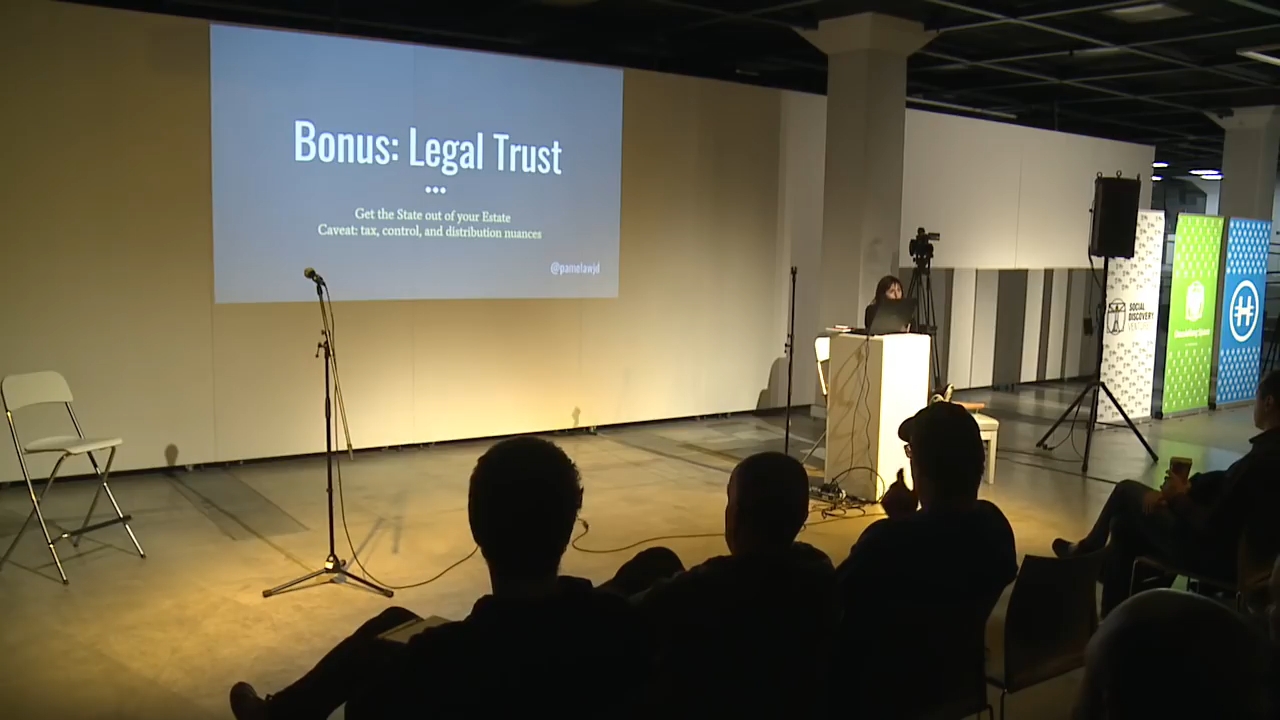 Bonus: Legal Trust
Get the State out of your Estate
Caveat: tax, control, and distribution nuances
@pamelawjd
SOCIAL
DISCOVERY
VENTURES